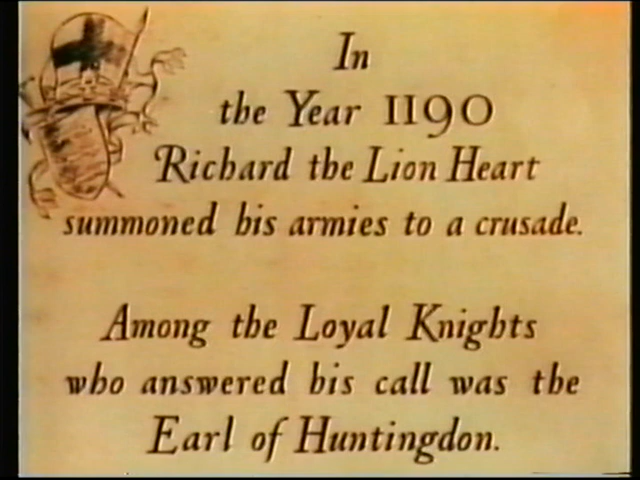 In
the Year 1190
Richard the Lion Heart
summoned his armies to a crusade.
Among the Loyal Knights
who answered his call was the
Earl of Huntingdon.